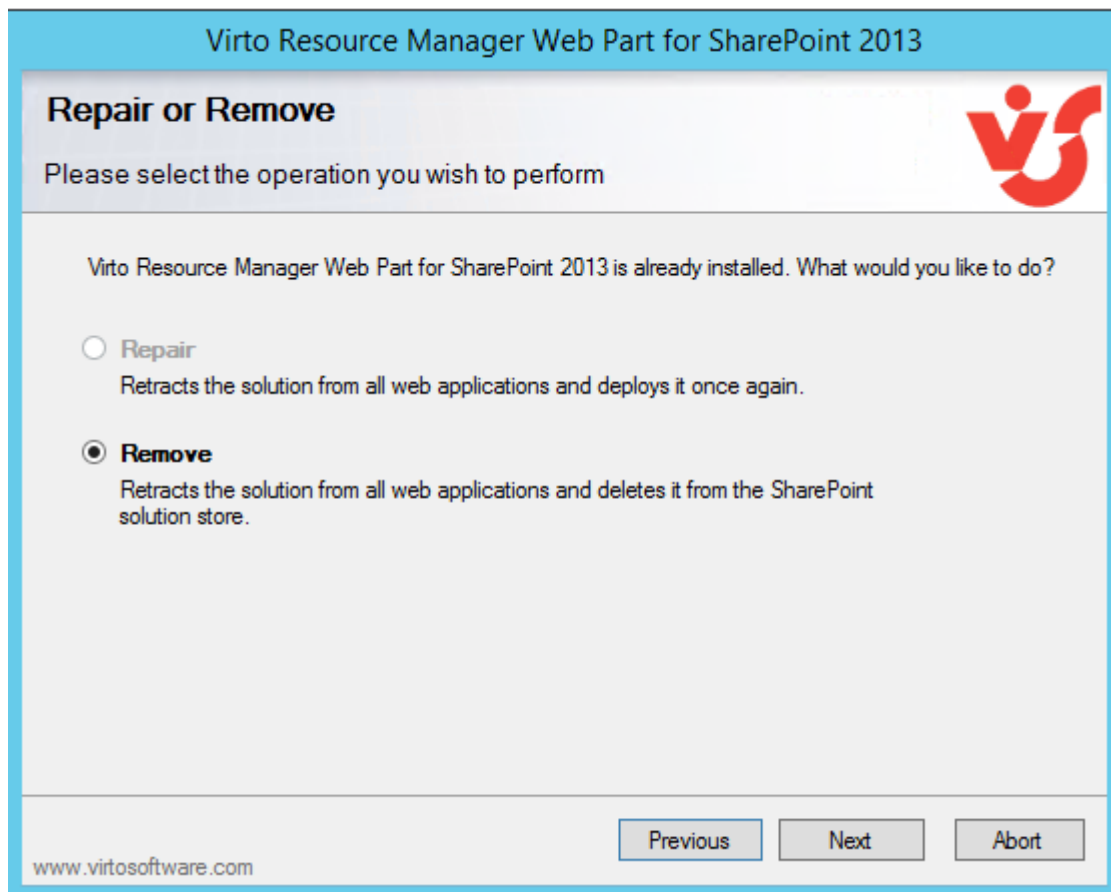 Virto Resource Manager Web Part for SharePoint 2013
Repair or Remove
Please select the operation you wish to perform
Virto Resource Manager Web Part for SharePoint 2013 is already installed. What would you like to do?
Repair
Retracts the solution from all web applications and deploys it once again.
Remove
Retracts the solution from all web applications and deletes it from the SharePoint
solution store.
Previous Next Abort
www.virtosoftware.com